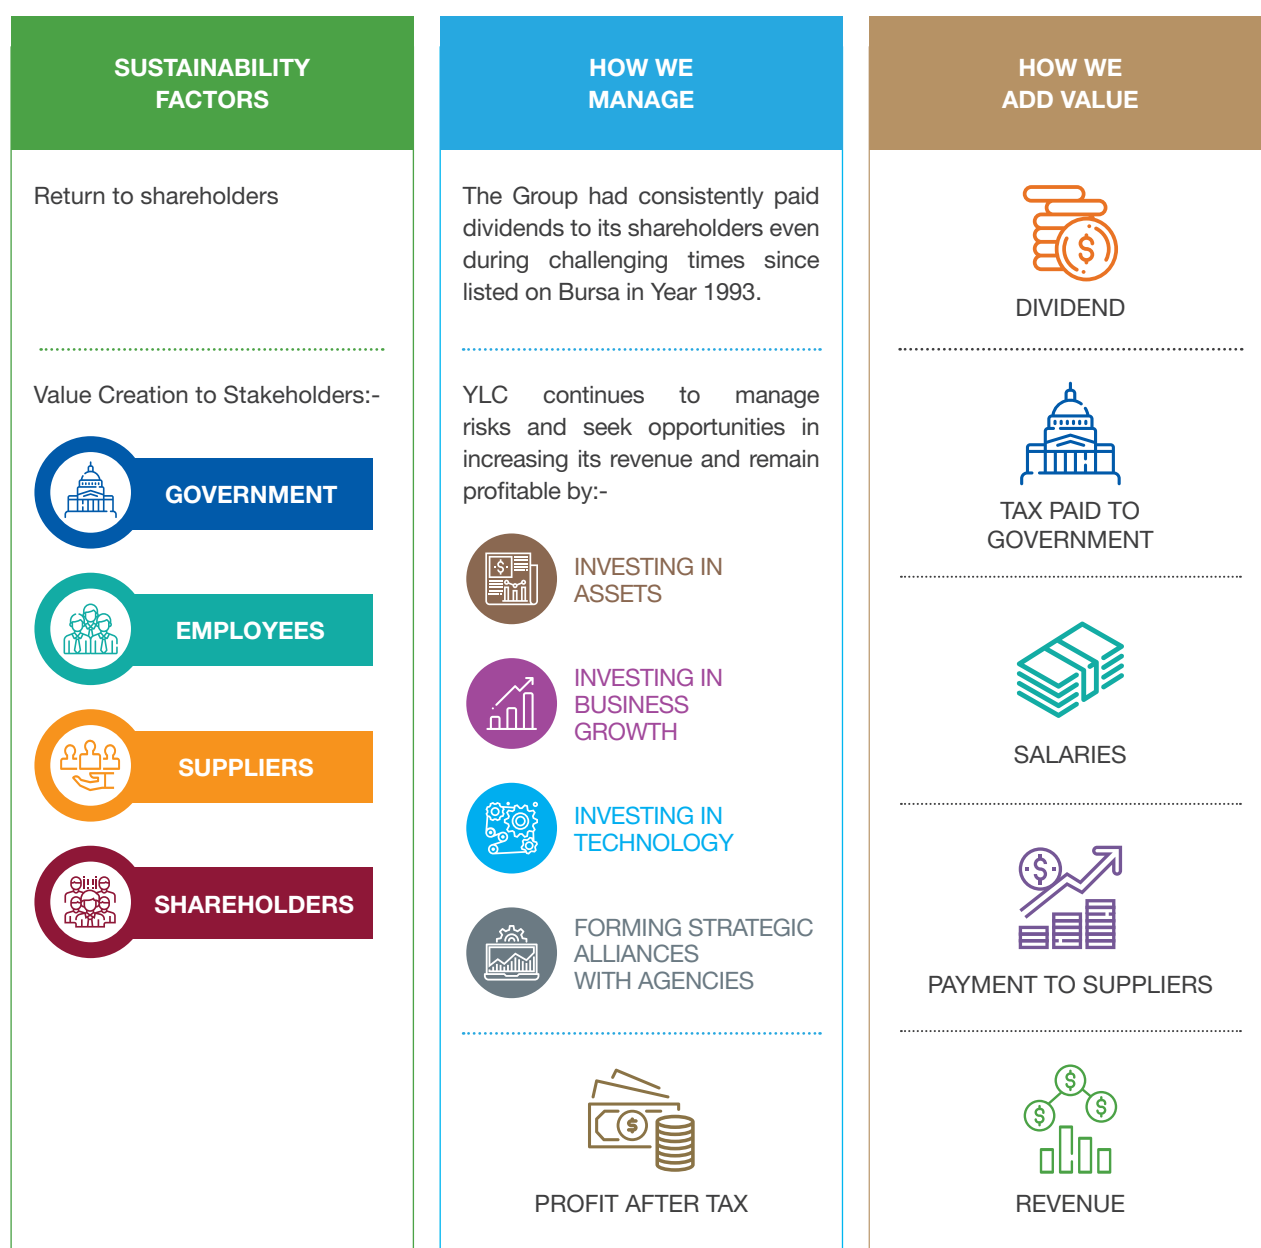 SUSTAINABILITY
FACTORS
Return to shareholders
Value Creation to Stakeholders:-
GOVERNMENT
EMPLOYEES
SUPPLIERS
SHAREHOLDERS
HOW WE
MANAGE
The Group had consistently paid
dividends to its shareholders even
during challenging times since
listed on Bursa in Year 1993.
YLC continues to manage
risks and seek opportunities in
increasing its revenue and remain
profitable by:-
INVESTING IN
ASSETS
INVESTING IN
BUSINESS
GROWTH
INVESTING IN
TECHNOLOGY
FORMING STRATEGIC
ALLIANCES
WITH AGENCIES
PROFIT AFTER TAX
HOW WE
ADD VALUE
DIVIDEND
TAX PAID TO
GOVERNMENT
SALARIES
PAYMENT TO SUPPLIERS
REVENUE